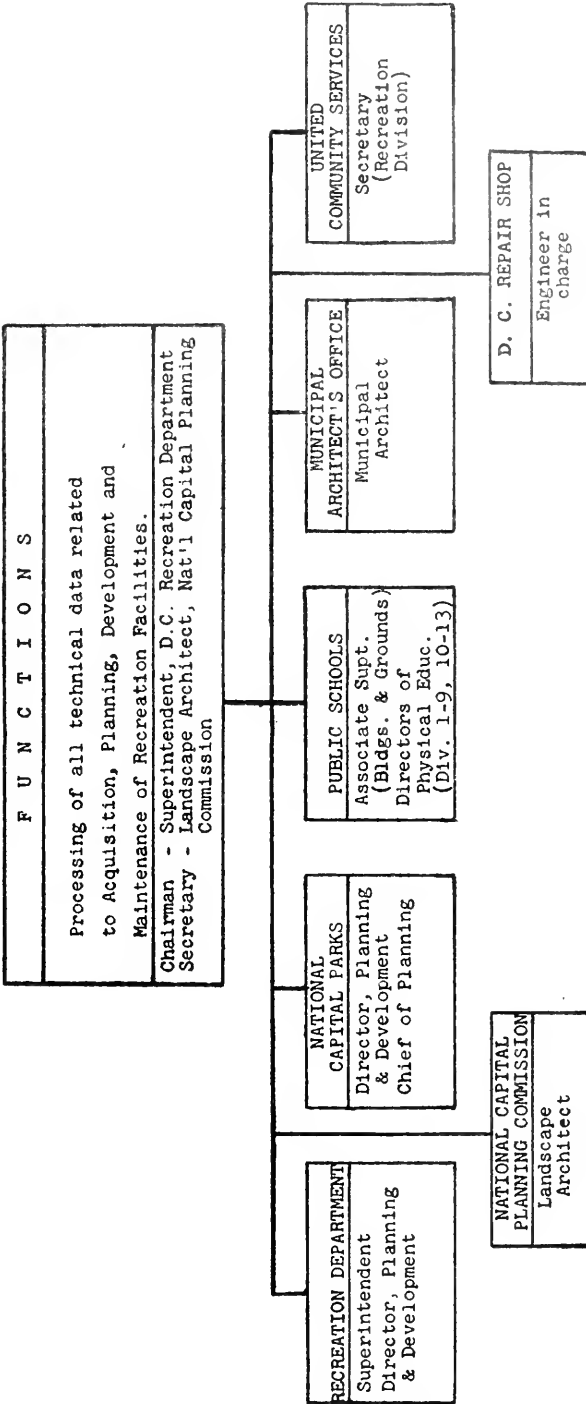 F U N C T I O N S
Processing of all technical data related
to Acquisition, Planning, Development and
Maintenance of Recreation Facilities.
Chairman - Superintendent, D.C. Recreation Department
Secretary - Landscape Architect, Nat'l Capital Planning
Commission
RECREATION DEPARTMENT
Superintendent
Director, Planning
& Development
NATIONAL
CAPITAL PARKS
Director, Planning
& Development
Chief of Planning
PUBLIC SCHOOLS
Associate Supt.
(Bldgs. & Grounds)
Directors of
Physical Educ.
(Div. 1-9, 10-13)
MUNICIPAL
ARCHITECT'S OFFICE
Municipal
Architect
UNITED
COMMUNITY SERVICES
Secretary
(Recreation
Division)
NATIONAL CAPITAL
PLANNING COMMISSION
Landscape
Architect
D. C. REPAIR SHOP
Engineer in
charge